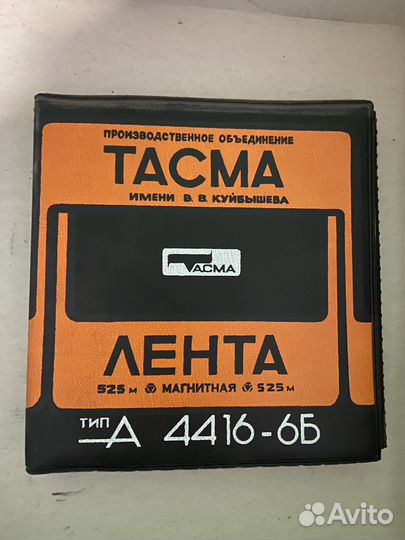 ПРОИЗВОДСТВЕННОЕ ОБЪЕДИНЕНИЕ
ТАСМА
ИМЕНИ В. В. КУЙБЫШЕВА
ТАСМА
ЛЕНТА
525 м МАГНИТНАЯ 525 м
ТИП А 4416-6Б
Avito